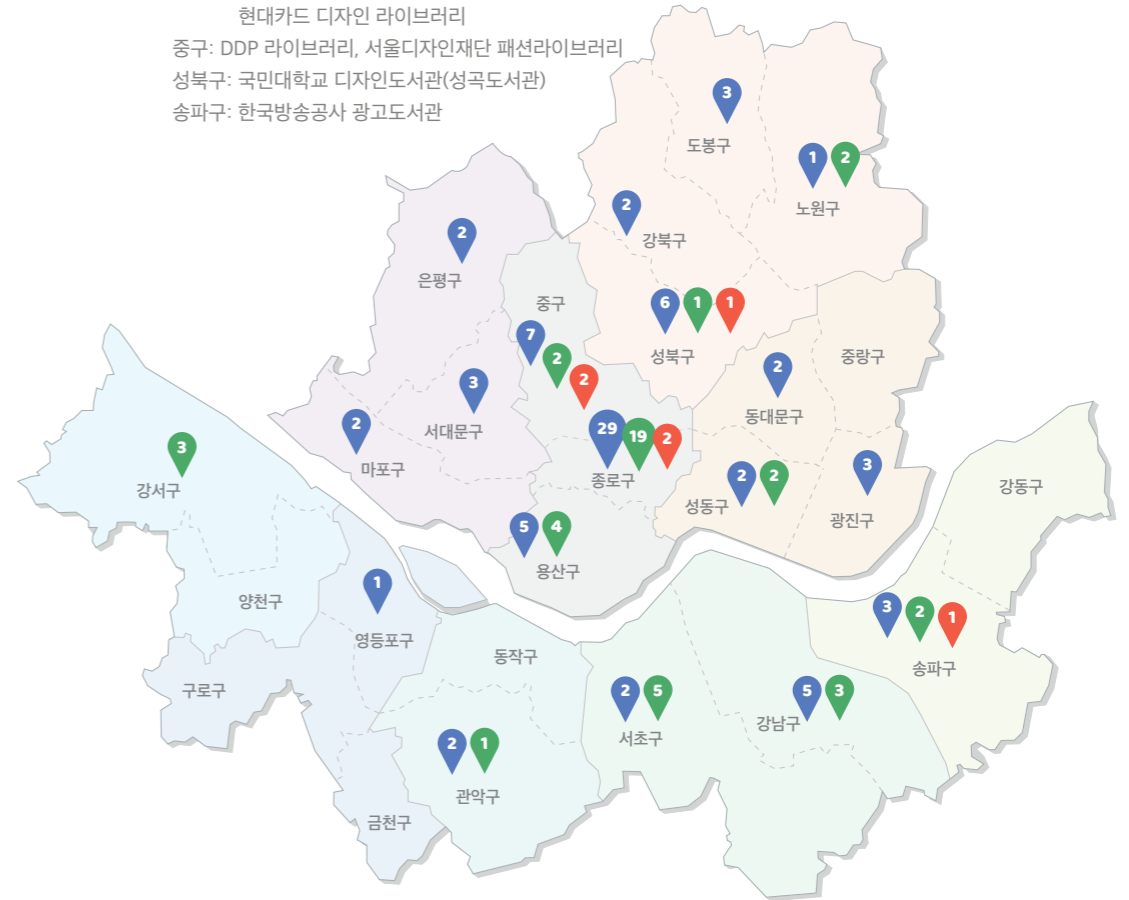 현대카드 디자인 라이브러리
중구: DDP 라이브러리, 서울디자인재단 패션라이브러리
성북구: 국민대학교 디자인도서관(성곡도서관)
송파구: 한국방송공사 광고도서관
3
도봉구
1 2
노원구
2
강북구
2
은평구
중구
6 1 1
성북구
7
2
2
중랑구
2
동대문구
3
서대문구
2
마포구
29 19 2
종로구
3
강서구
2 2
성동구
3
광진구
강동구
5 4
용산구
1
영등포구
양천구
3 2 1
송파구
동작구
구로구
2 5
서초구
5 3
강남구
2 1
관악구
금천구